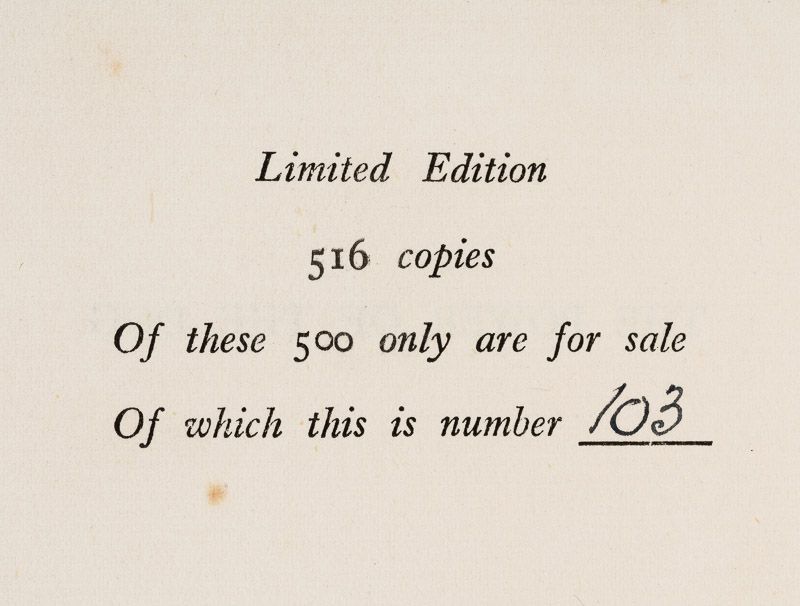 Limited Edition
516 copies
Of these 500 only are for sale
Of which this is number 103